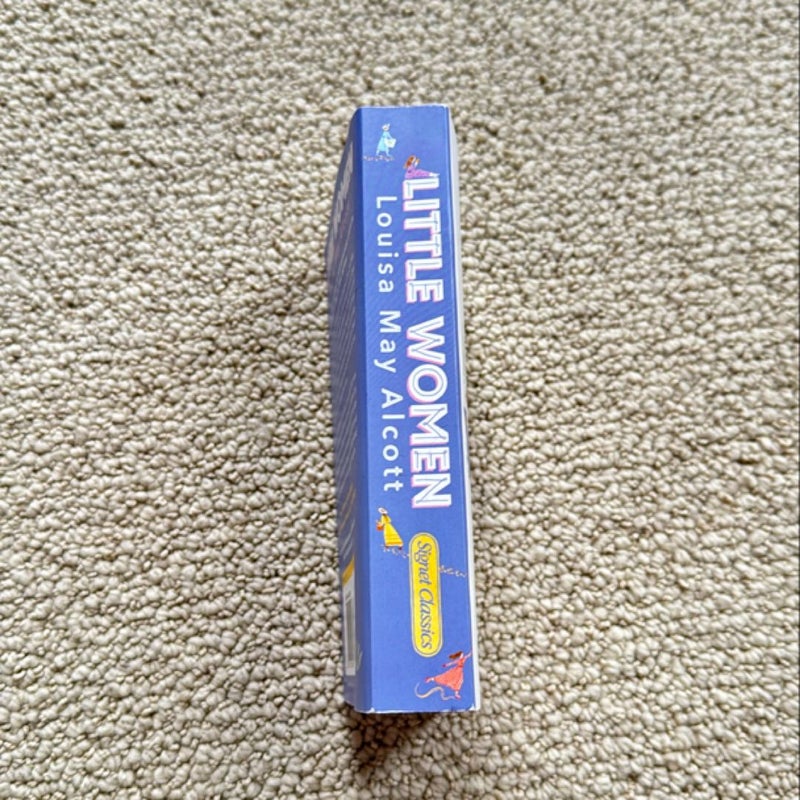 LITTLE WOMEN
Louisa May Alcott
Signet Classics